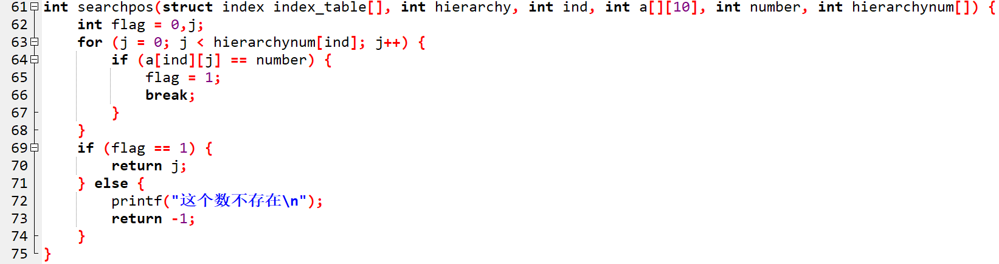 61 int searchpos(struct index index_table[], int hierarchy, int ind, int a[][10], int number, int hierarchynum[]) {
62     int flag = 0,j;
63     for (j = 0; j < hierarchynum[ind]; j++) {
64         if (a[ind][j] == number) {
65             flag = 1;
66             break;
67         }
68     }
69     if (flag == 1) {
70         return j;
71     } else {
72         printf("这个数不存在\n");
73         return -1;
74     }
75 }